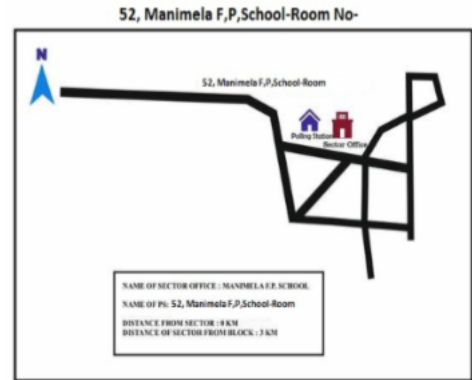 52, Manimela F,P,School-Room No-
N
52, Manimela F,P,School-Room
Polling Station
Sector Office
NAME OF SECTOR OFFICE : MANIMELA F.P. SCHOOL
NAME OF PS: 52, Manimela F,P,School-Room
DISTANCE FROM SECTOR : 0 KM
DISTANCE OF SECTOR FROM BLOCK : 3 KM